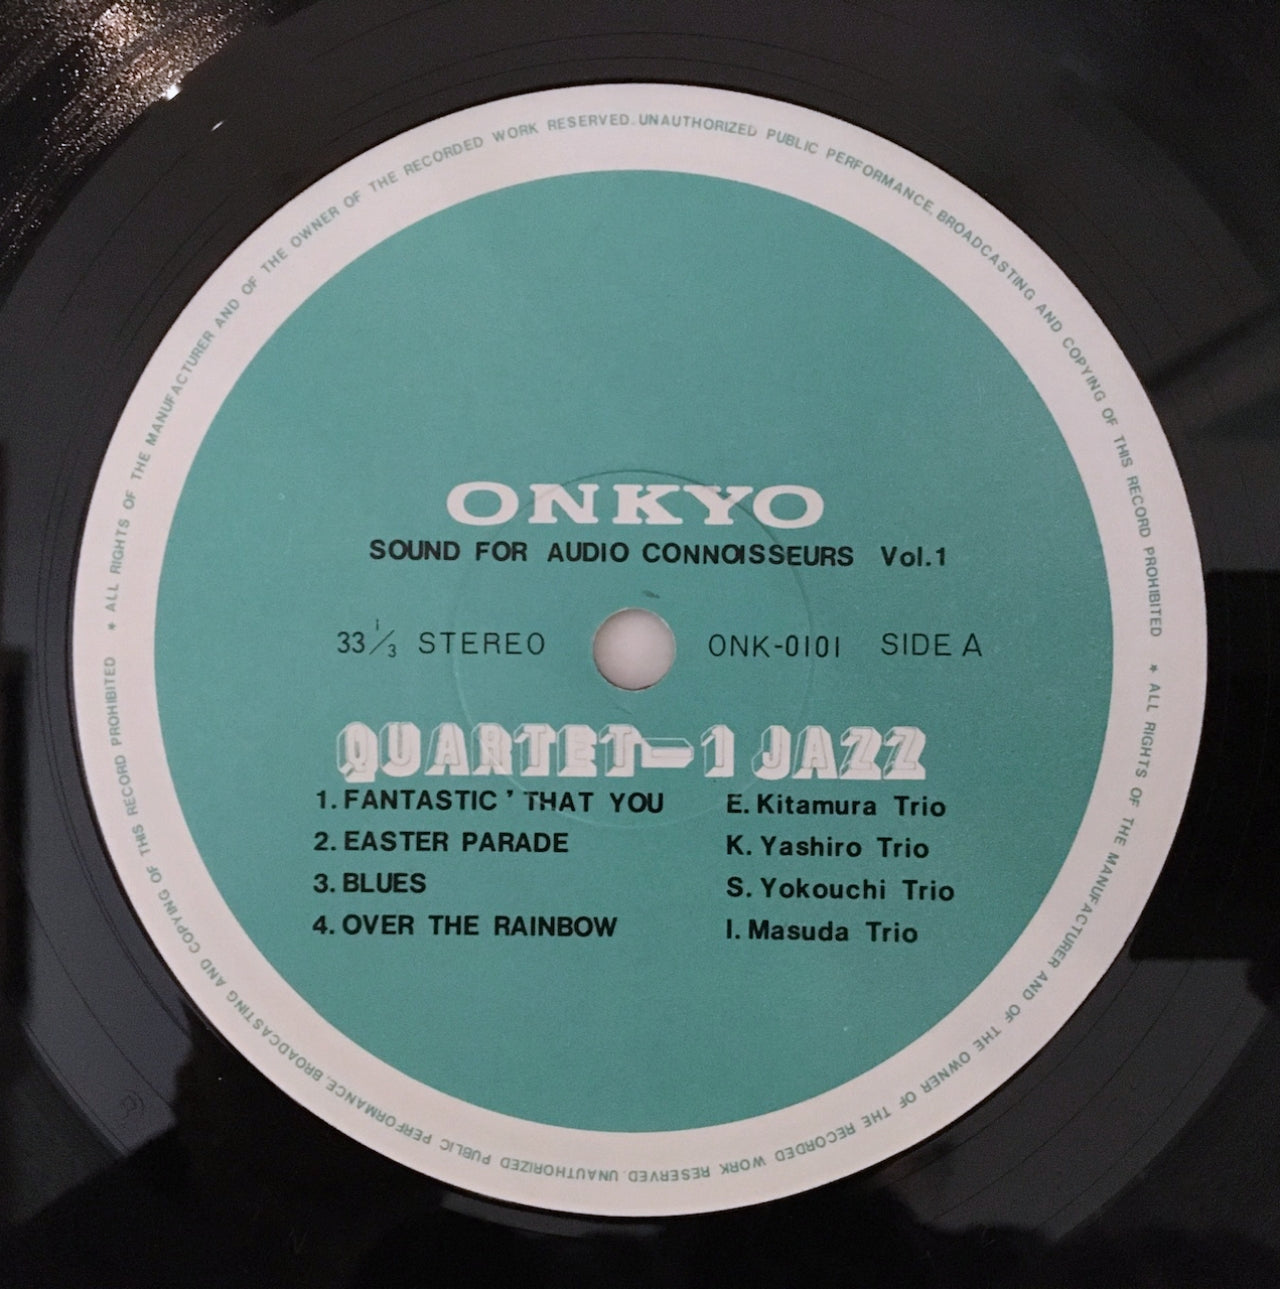 * ALL RIGHTS OF THE MANUFACTURER AND OF THE OWNER OF THE RECORDED WORK RESERVED. UNAUTHORIZED PUBLIC PERFORMANCE, BROADCASTING AND COPYING OF THIS RECORD PROHIBITED
* ALL RIGHTS OF THE MANUFACTURER AND OF THE OWNER OF THE RECORDED WORK RESERVED. UNAUTHORIZED PUBLIC PERFORMANCE, BROADCASTING AND COPYING OF THIS RECORD PROHIBITED
ONKYO
SOUND FOR AUDIO CONNOISSEURS Vol.1
33 1/3 STEREO ONK-0101 SIDE A
QUARTET-1 JAZZ
1. FANTASTIC ' THAT YOU E. Kitamura Trio
2. EASTER PARADE K. Yashiro Trio
3. BLUES S. Yokouchi Trio
4. OVER THE RAINBOW I. Masuda Trio